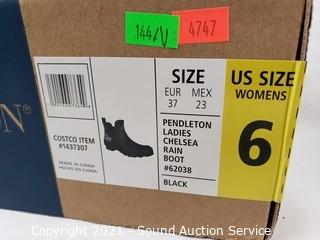 144/V
4747
N
SIZE
EUR MEX
37 23
US SIZE
WOMENS
6
COSTCO ITEM
#1437307
MADE IN CHINA
HECHO EN CHINA
PENDLETON
LADIES
CHELSEA
RAIN
BOOT
#62038
BLACK
Copyright 2021 - Sound Auction Service